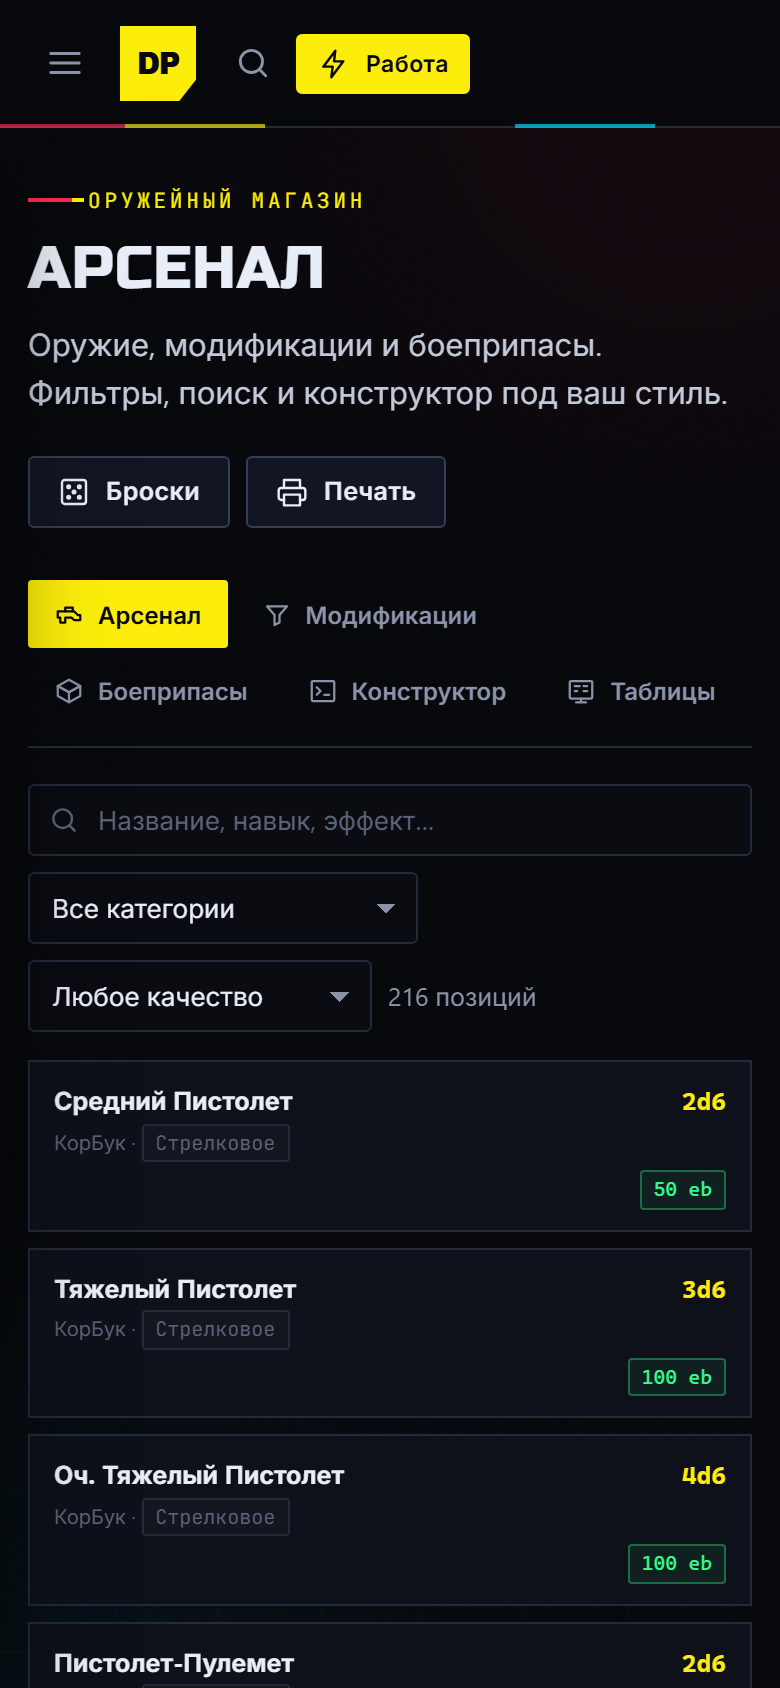 DP
Работа
ОРУЖЕЙНЫЙ МАГАЗИН
АРСЕНАЛ
Оружие, модификации и боеприпасы.
Фильтры, поиск и конструктор под ваш стиль.
Броски
Печать
Арсенал
Модификации
Боеприпасы
Конструктор
Таблицы
Название, навык, эффект...
Все категории
Любое качество
216 позиций
Средний Пистолет
2d6
КорБук · Стрелковое
50 eb
Тяжелый Пистолет
3d6
КорБук · Стрелковое
100 eb
Оч. Тяжелый Пистолет
4d6
КорБук · Стрелковое
100 eb
Пистолет-Пулемет
2d6